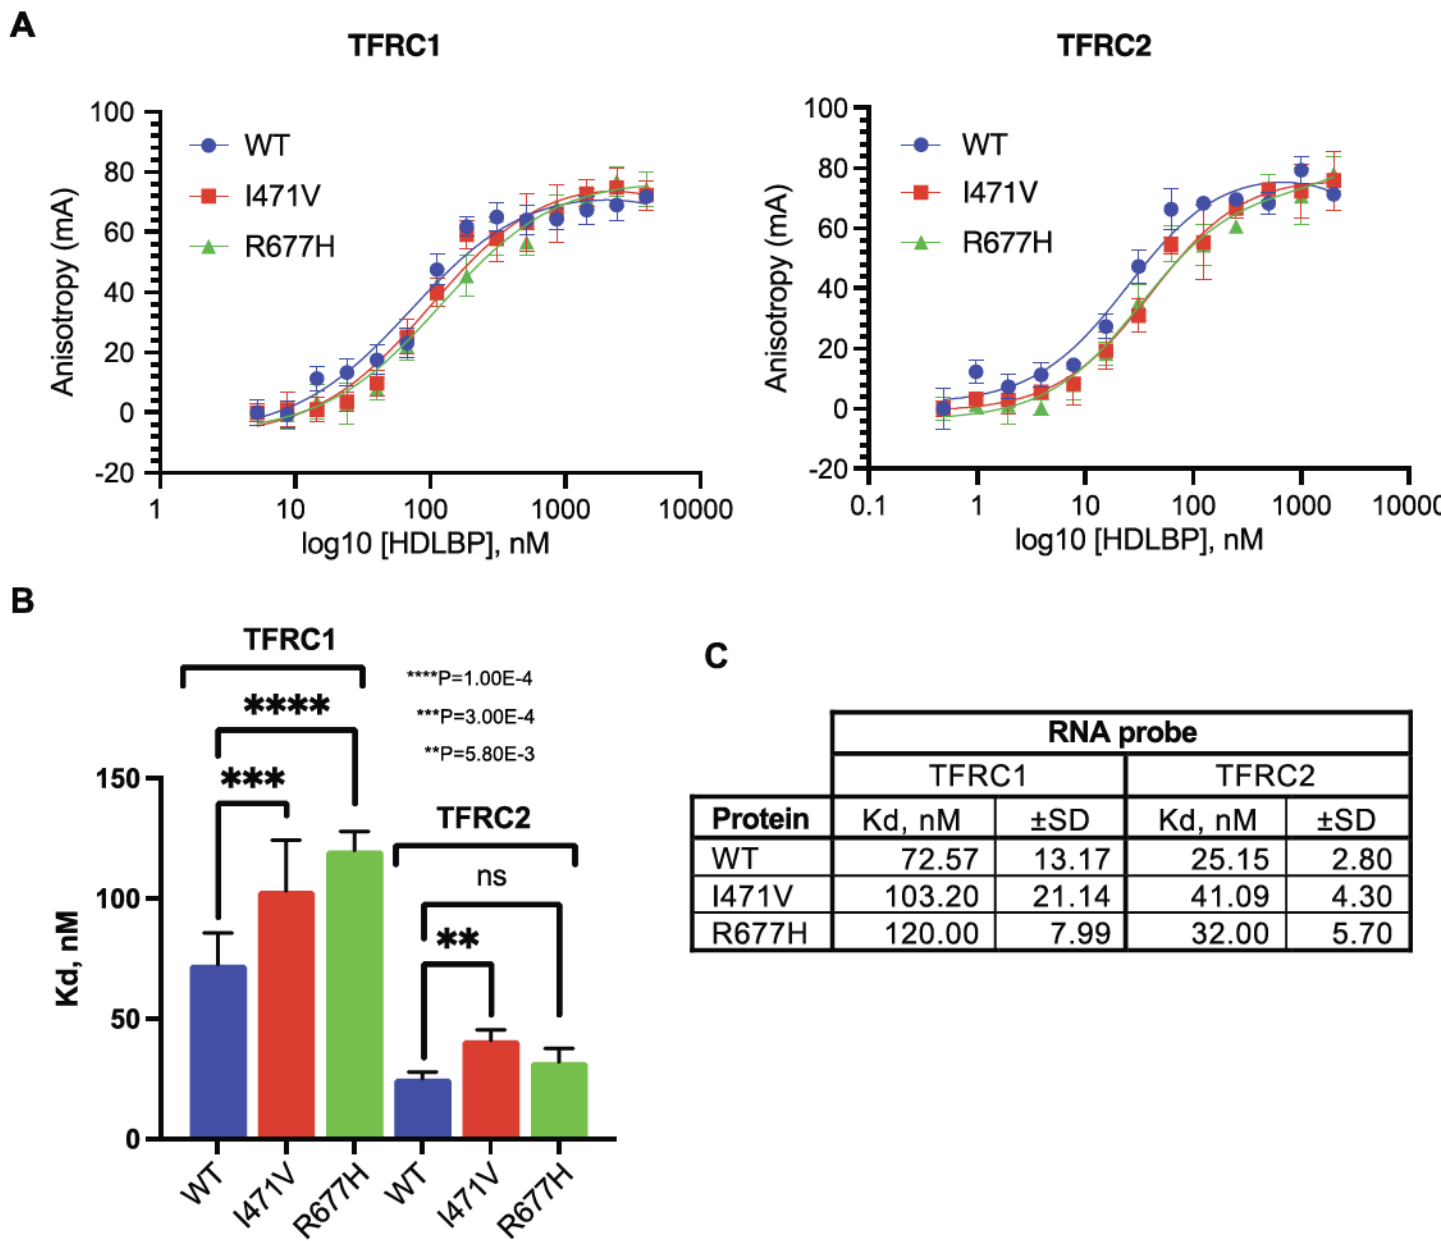 A
TFRC1
TFRC2
100
80
60
40
20
0
-20
WT
I471V
R677H
Anisotropy (mA)
1
10
100
1000
10000
log10 [HDLBP], nM
100
80
60
40
20
0
-20
WT
I471V
R677H
Anisotropy (mA)
0.1
1
10
100
1000
10000
log10 [HDLBP], nM
B
TFRC1
****P=1.00E-4
***P=3.00E-4
**P=5.80E-3
****
***
TFRC2
ns
**
150
100
50
0
Kd, nM
WT
I471V
R677H
WT
I471V
R677H
C
RNA probe
TFRC1 TFRC2
Protein Kd, nM ±SD Kd, nM ±SD
WT 72.57 13.17 25.15 2.80
I471V 103.20 21.14 41.09 4.30
R677H 120.00 7.99 32.00 5.70